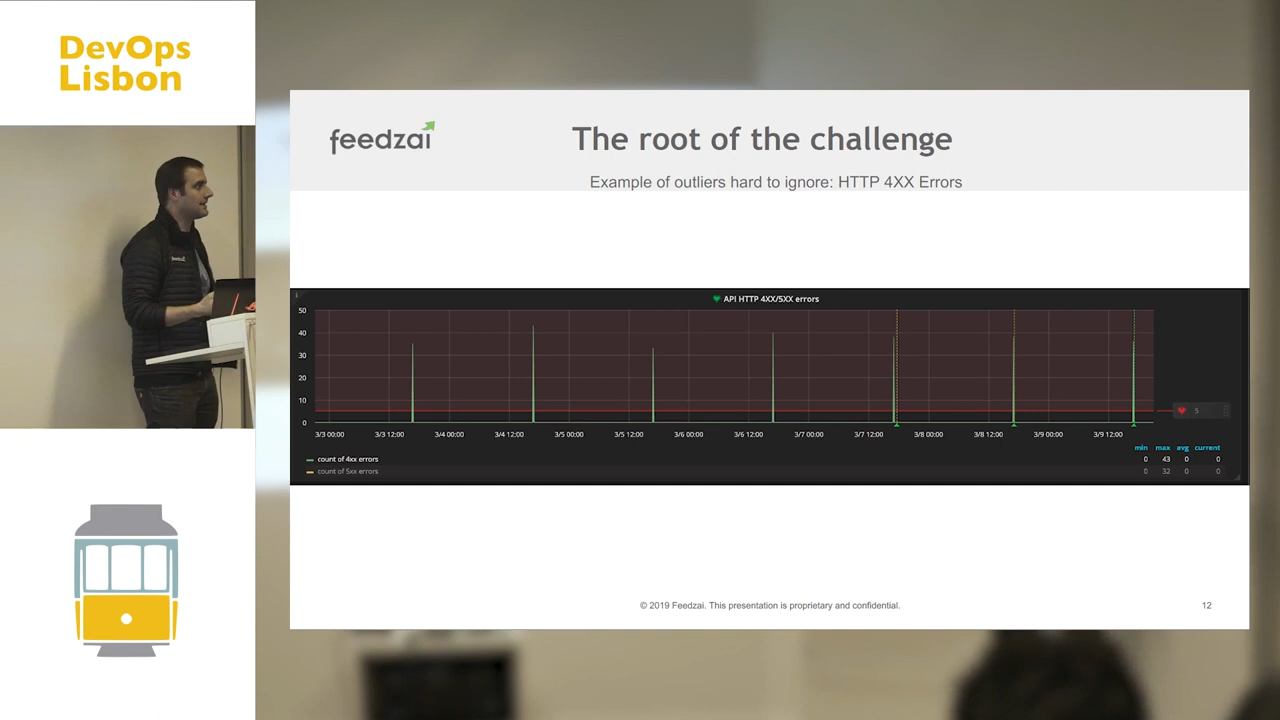 DevOps
Lisbon
feedzai
The root of the challenge
Example of outliers hard to ignore: HTTP 4XX Errors
API HTTP 4XX/5XX errors
50
40
30
20
10
0
5
3/3 00:00 3/3 12:00 3/4 00:00 3/4 12:00 3/5 00:00 3/5 12:00 3/6 00:00 3/6 12:00 3/7 00:00 3/7 12:00 3/8 00:00 3/8 12:00 3/9 00:00 3/9 12:00
min max avg current
count of 4xx errors 0 43 0 0
count of 5xx errors 0 32 0 0
© 2019 Feedzai. This presentation is proprietary and confidential.
12